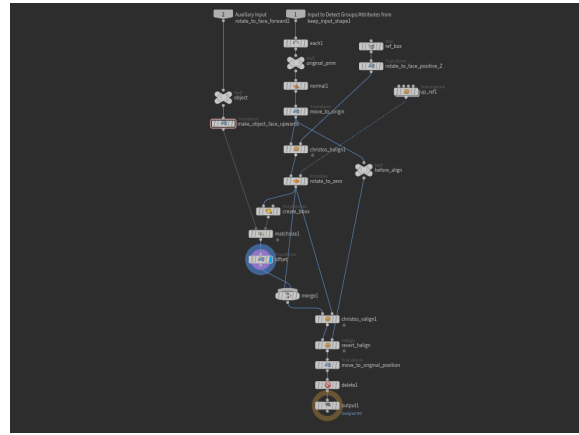 Auxiliary Input
rotate_to_face_forward1
Input to Detect Groups/Attributes from
keep_input_shape1
each1
ref_box
original_prim
rotate_to_face_positive_Z
normal1
up_ref1
object
move_to_origin
make_object_face_upwards
christos_halign1
before_align
rotate_to_zero
create_bbox
matchsize1
offset
merge1
christos_valign1
revert_halign
move_to_original_position
delete1
output1